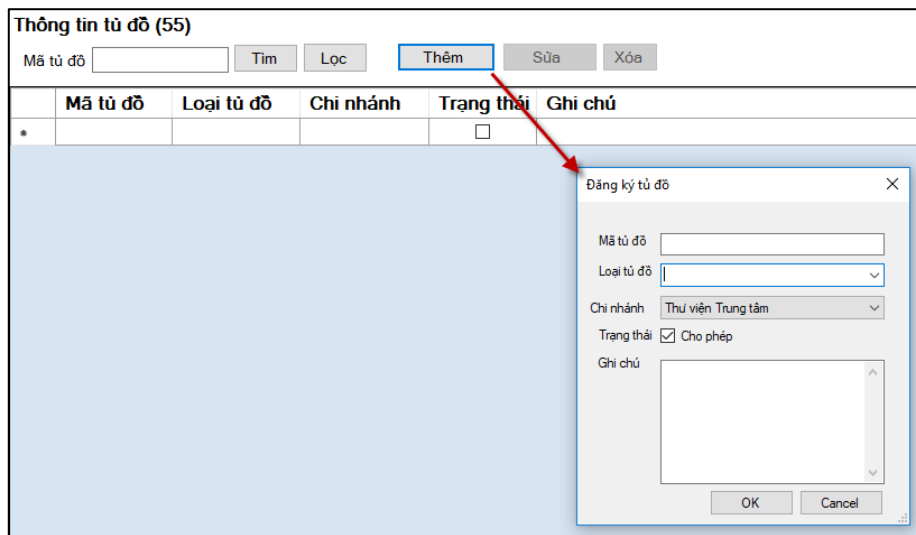 Thông tin tủ đồ (55)
Mã tủ đồ Tìm Lọc Thêm Sửa Xóa
Mã tủ đồ Loại tủ đồ Chi nhánh Trạng thái Ghi chú
*
Đăng ký tủ đồ
Mã tủ đồ
Loại tủ đồ
Chi nhánh Thư viện Trung tâm
Trạng thái Cho phép
Ghi chú
OK Cancel